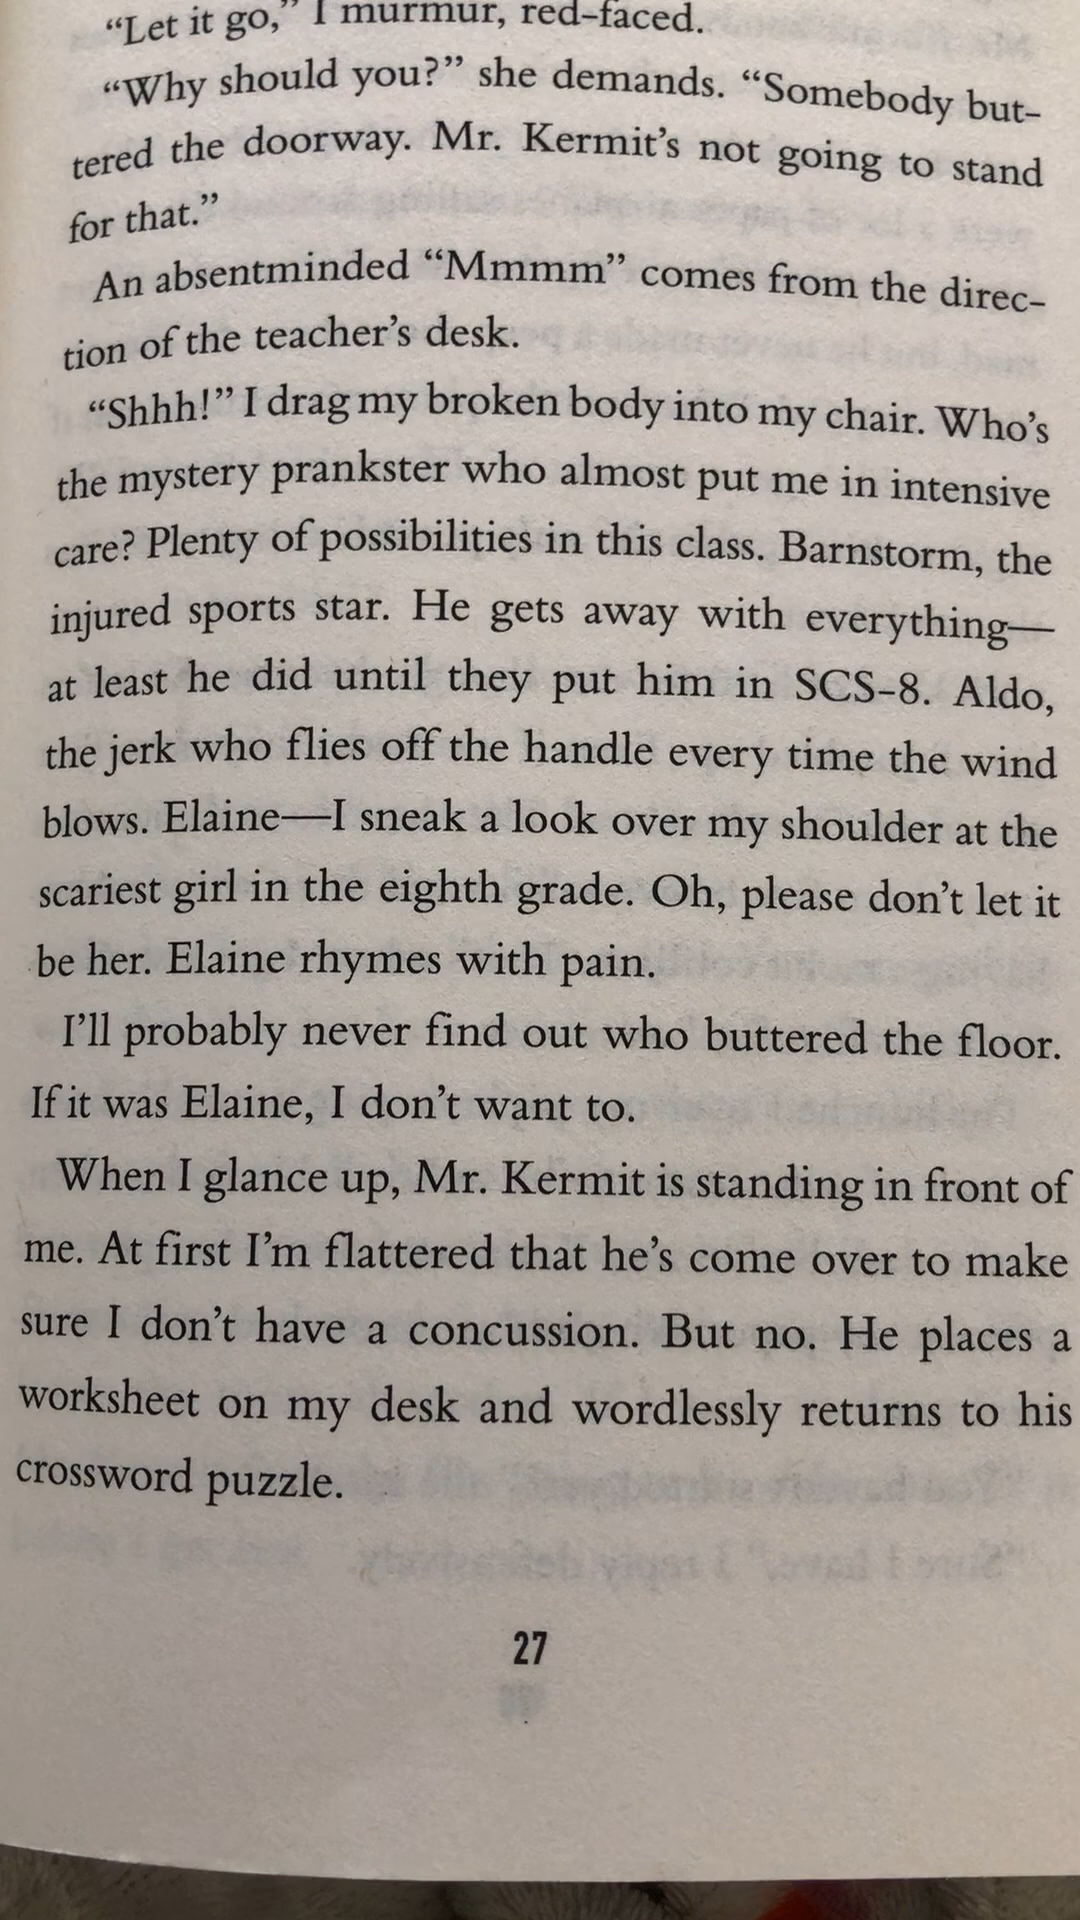 “Let it go,” I murmur, red-faced.
“Why should you?” she demands. “Somebody but-
tered the doorway. Mr. Kermit’s not going to stand
for that.”
An absentminded “Mmmm” comes from the direc-
tion of the teacher’s desk.
“Shhh!” I drag my broken body into my chair. Who’s
the mystery prankster who almost put me in intensive
care? Plenty of possibilities in this class. Barnstorm, the
injured sports star. He gets away with everything—
at least he did until they put him in SCS-8. Aldo,
the jerk who flies off the handle every time the wind
blows. Elaine—I sneak a look over my shoulder at the
scariest girl in the eighth grade. Oh, please don’t let it
be her. Elaine rhymes with pain.
I’ll probably never find out who buttered the floor.
If it was Elaine, I don’t want to.
When I glance up, Mr. Kermit is standing in front of
me. At first I’m flattered that he’s come over to make
sure I don’t have a concussion. But no. He places a
worksheet on my desk and wordlessly returns to his
crossword puzzle.
27